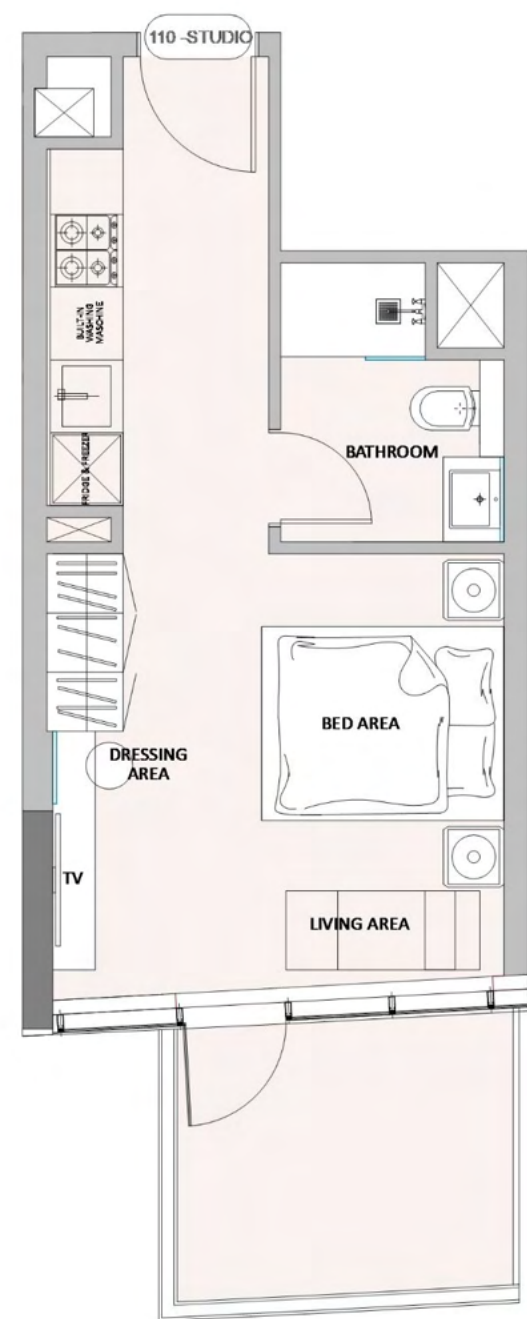 110 -STUDIO
BUILT-IN
WASHING
MASCHINE
FRIDGE & FREEZER
BATHROOM
BED AREA
DRESSING
AREA
TV
LIVING AREA